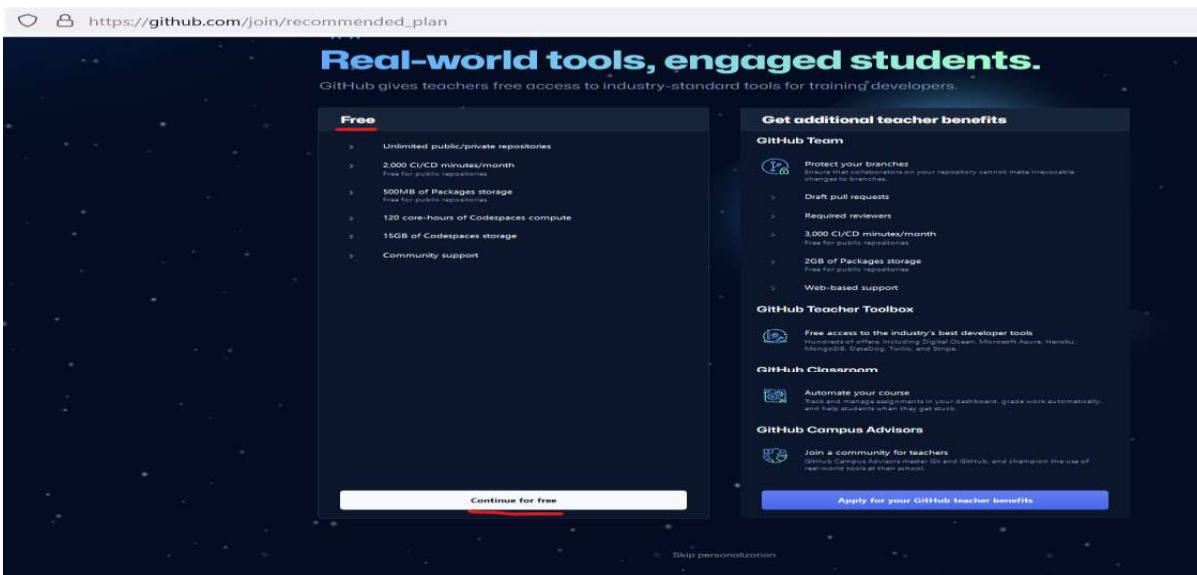 https://github.com/join/recommended_plan
Real-world tools, engaged students.
GitHub gives teachers free access to industry-standard tools for training developers.
Free
Unlimited public/private repositories
2,000 CI/CD minutes/month
Free for public repositories
500MB of Packages storage
Free for public repositories
120 core-hours of Codespaces compute
15GB of Codespaces storage
Community support
Continue for free
Get additional teacher benefits
GitHub Team
Protect your branches
Ensure that collaborators on your repository cannot make irrevocable
changes to branches.
Draft pull requests
Required reviewers
3,000 CI/CD minutes/month
Free for public repositories
2GB of Packages storage
Free for public repositories
Web-based support
GitHub Teacher Toolbox
Free access to the industry's best developer tools
Hundreds of offers, including Digital Ocean, Microsoft Azure, Heroku,
MongoDB, DataDog, Twilio, and Stripe.
GitHub Classroom
Automate your course
Track and manage assignments in your dashboard, grade work automatically,
and help students when they get stuck.
GitHub Campus Advisors
Join a community for teachers
GitHub Campus Advisors master Git and GitHub, and champion the use of
real-world tools at their school.
Apply for your GitHub teacher benefits
Skip personalization